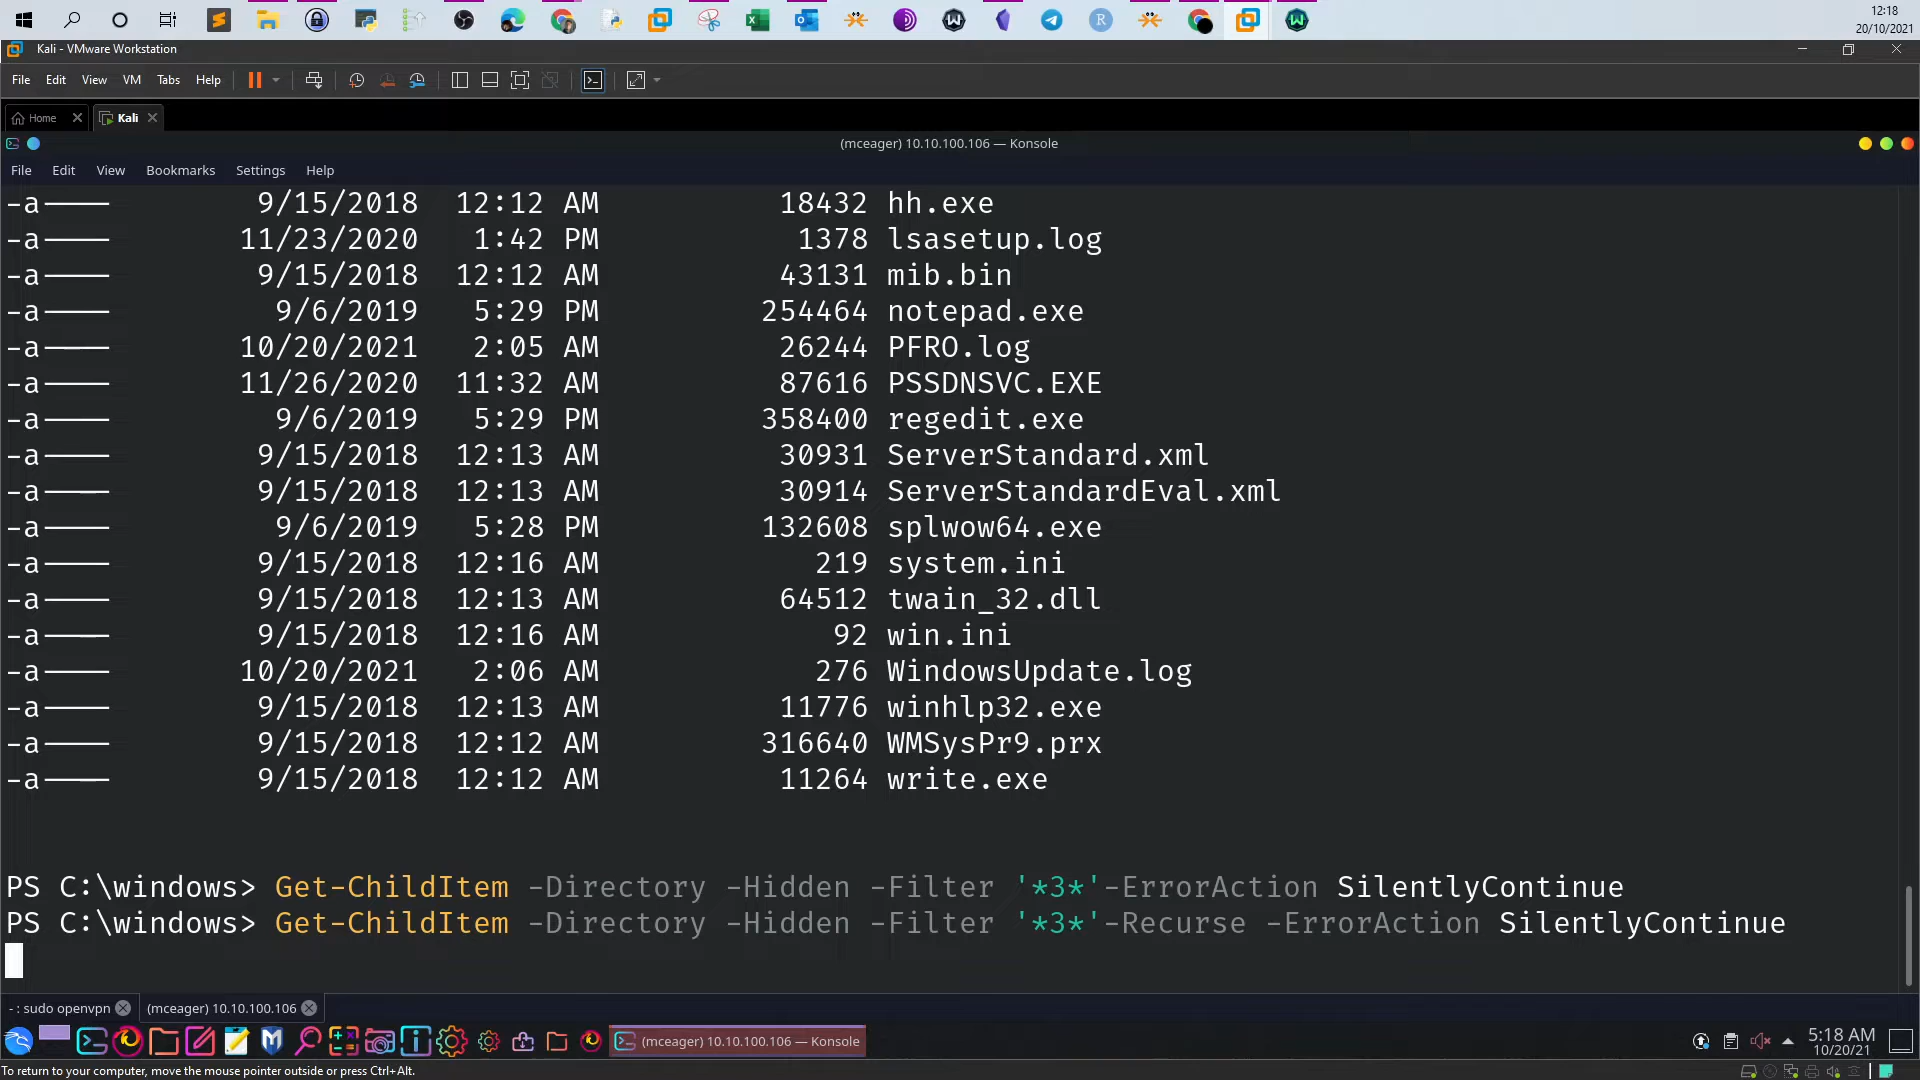 12:18
20/10/2021
Kali - VMware Workstation
File Edit View VM Tabs Help
Home Kali
(mceager) 10.10.100.106 — Konsole
File Edit View Bookmarks Settings Help
-a---- 9/15/2018 12:12 AM 18432 hh.exe
-a---- 11/23/2020 1:42 PM 1378 lsasetup.log
-a---- 9/15/2018 12:12 AM 43131 mib.bin
-a---- 9/6/2019 5:29 PM 254464 notepad.exe
-a---- 10/20/2021 2:05 AM 26244 PFRO.log
-a---- 11/26/2020 11:32 AM 87616 PSSDNSVC.EXE
-a---- 9/6/2019 5:29 PM 358400 regedit.exe
-a---- 9/15/2018 12:13 AM 30931 ServerStandard.xml
-a---- 9/15/2018 12:13 AM 30914 ServerStandardEval.xml
-a---- 9/6/2019 5:28 PM 132608 splwow64.exe
-a---- 9/15/2018 12:16 AM 219 system.ini
-a---- 9/15/2018 12:13 AM 64512 twain_32.dll
-a---- 9/15/2018 12:16 AM 92 win.ini
-a---- 10/20/2021 2:06 AM 276 WindowsUpdate.log
-a---- 9/15/2018 12:13 AM 11776 winhlp32.exe
-a---- 9/15/2018 12:12 AM 316640 WMSysPr9.prx
-a---- 9/15/2018 12:12 AM 11264 write.exe
PS C:\windows> Get-ChildItem -Directory -Hidden -Filter '*3*'-ErrorAction SilentlyContinue
PS C:\windows> Get-ChildItem -Directory -Hidden -Filter '*3*'-Recurse -ErrorAction SilentlyContinue
- : sudo openvpn (mceager) 10.10.100.106
(mceager) 10.10.100.106 — Konsole
5:18 AM
10/20/21
To return to your computer, move the mouse pointer outside or press Ctrl+Alt.